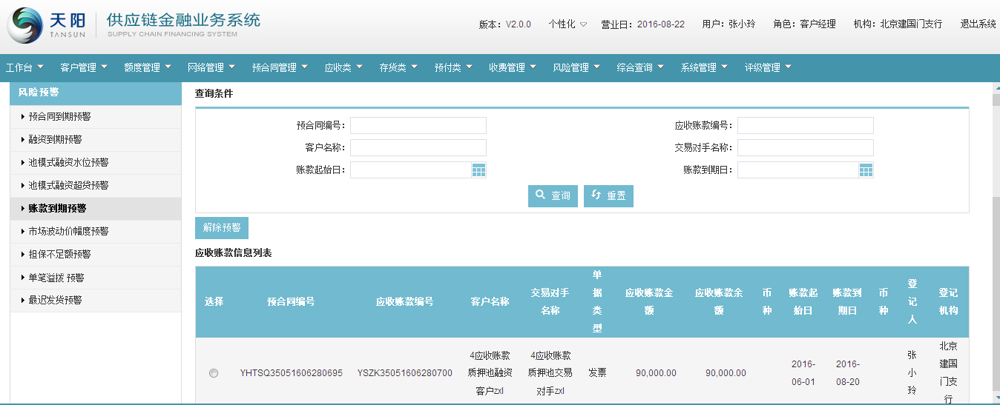 天阳 TANSUN 供应链金融业务系统
SUPPLY CHAIN FINANCING SYSTEM
版本：V2.0.0 个性化 营业日：2016-08-22 用户：张小玲 角色：客户经理 机构：北京建国门支行 退出系统
工作台 客户管理 额度管理 网络管理 预合同管理 应收类 存货类 预付类 收费管理 风险管理 综合查询 系统管理 评级管理
风险预警
预合同到期预警
融资到期预警
池模式融资水位预警
池模式融资超贷预警
账款到期预警
市场波动价幅度预警
担保不足额预警
单笔溢拨 预警
最迟发货预警
查询条件
预合同编号： 应收账款编号：
客户名称： 交易对手名称：
账款起始日： 账款到期日：
查询 重置
解除预警
应收账款信息列表
选择 预合同编号 应收账款编号 客户名称 交易对手名称 单据类型 应收账款金额 应收账款余额 币种 账款起始日 账款到期日 币种 登记人 登记机构
YHTSQ35051606280695 YSZK35051606280700 4应收账款质押池融资客户zxl 4应收账款质押池交易对手zxl 发票 90,000.00 90,000.00 2016-06-01 2016-08-20 张小玲 北京建国门支行